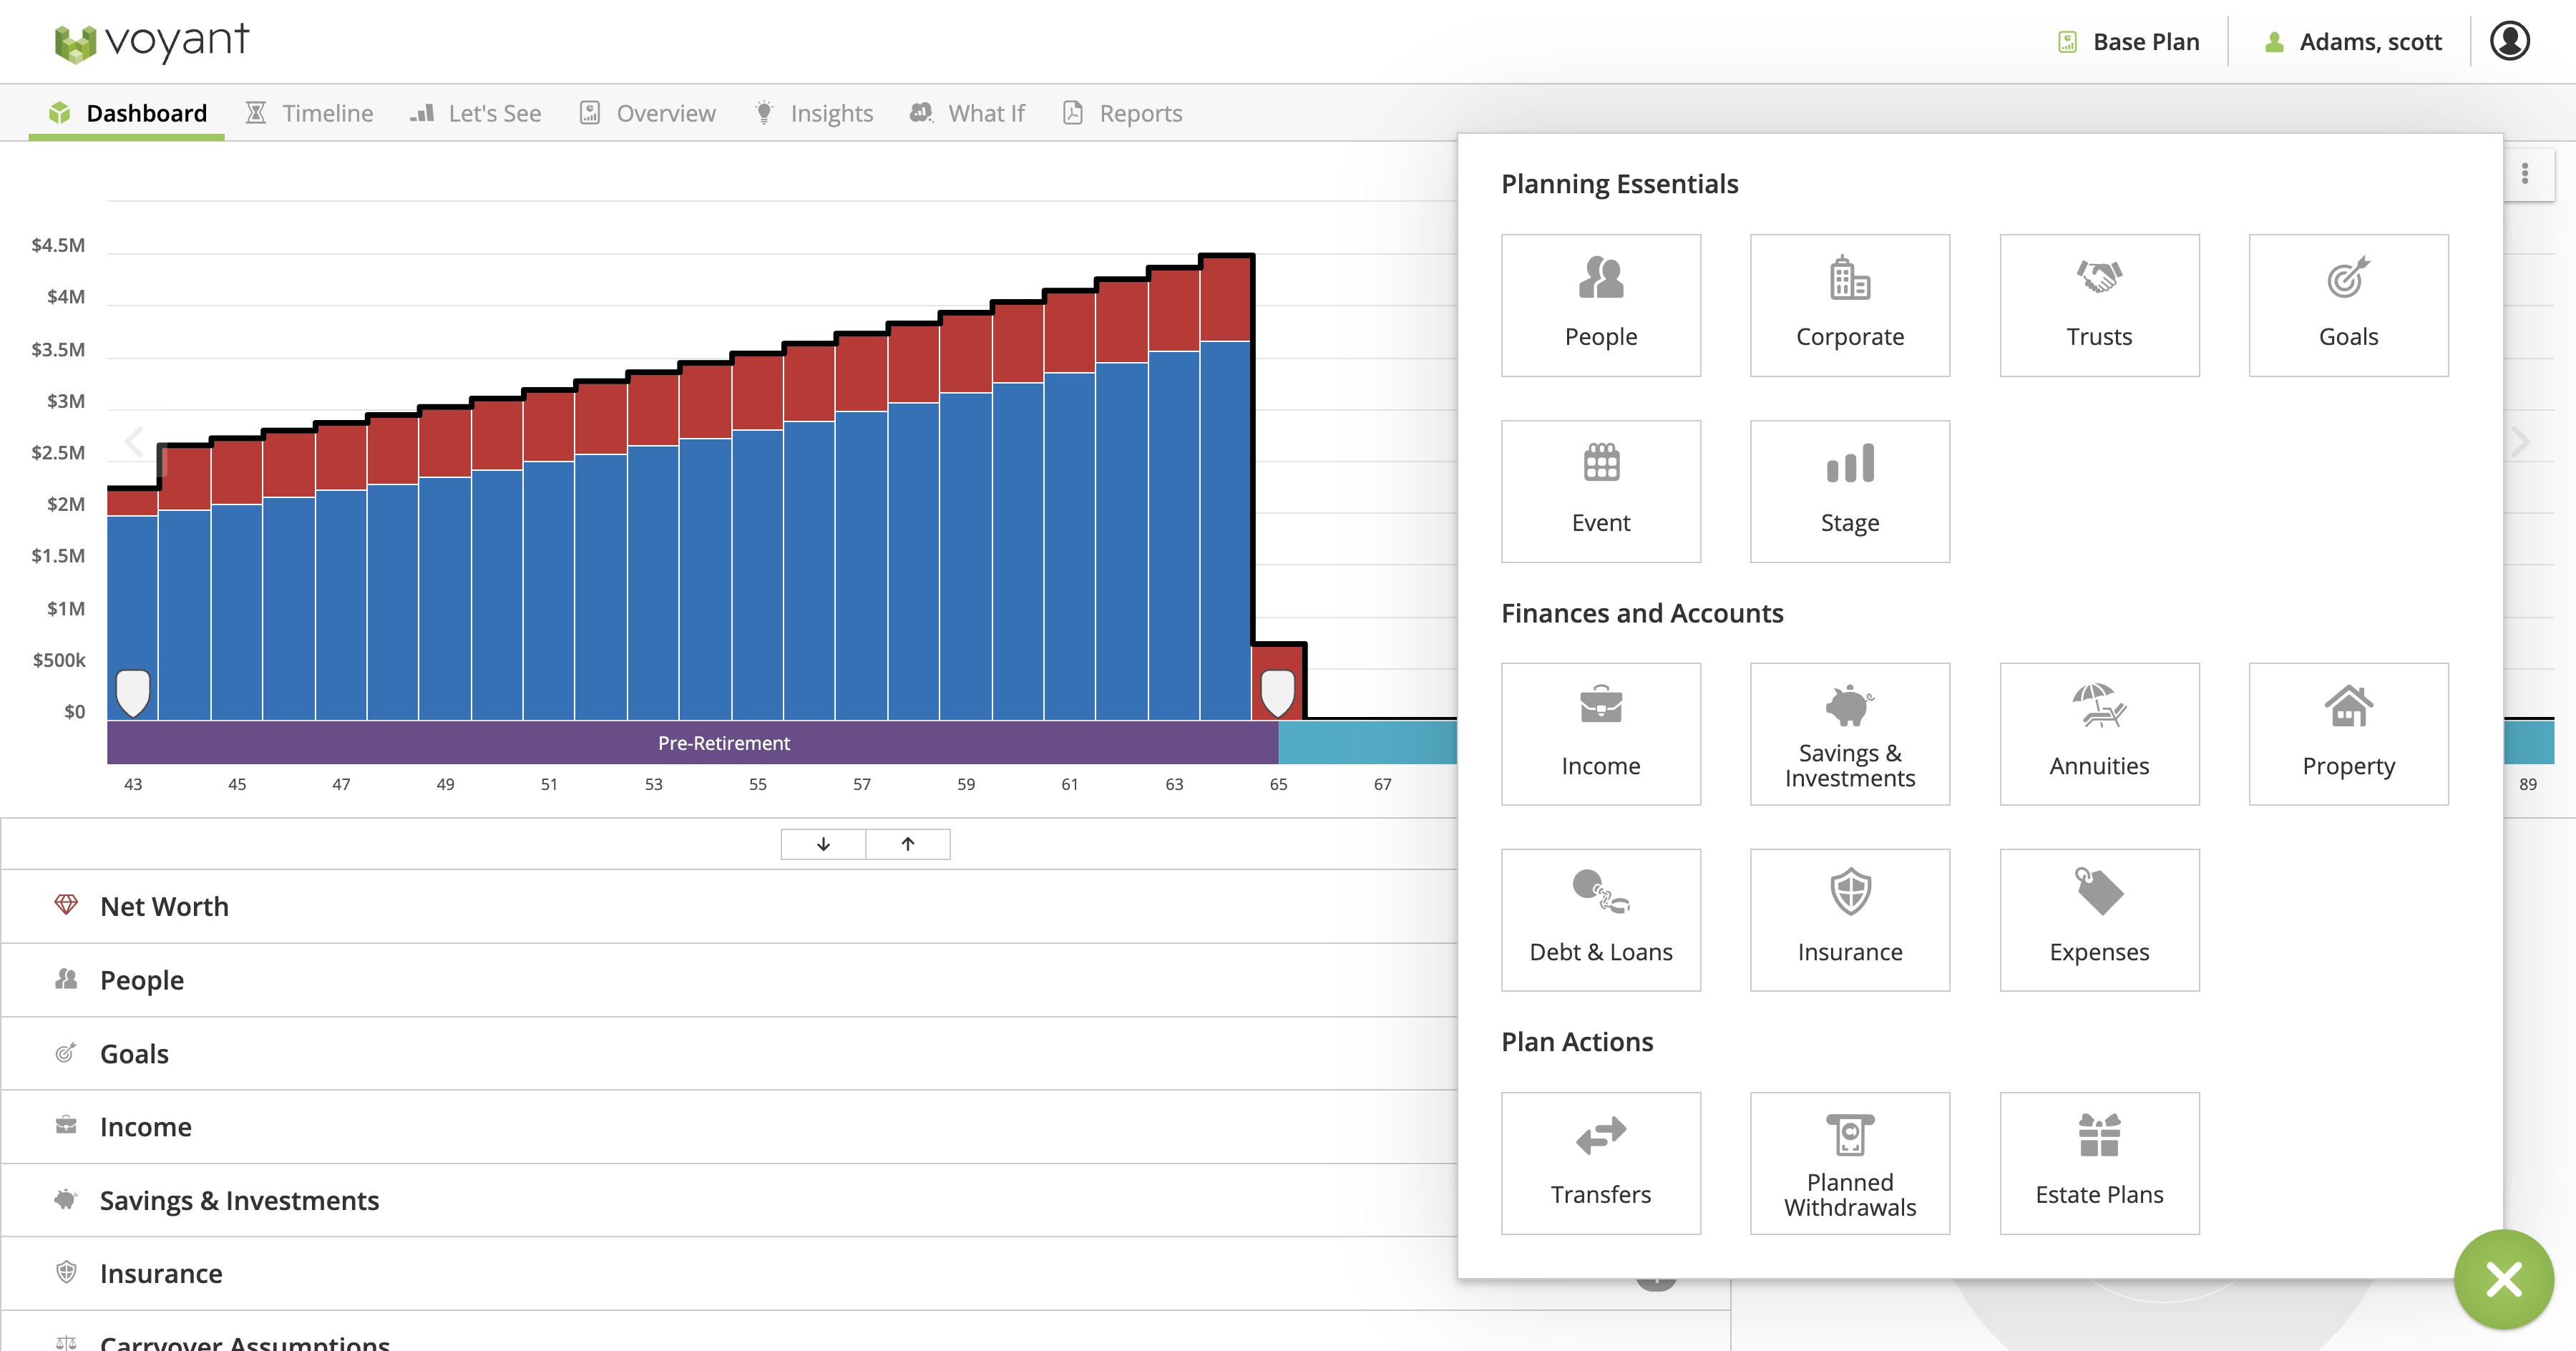 voyant
Base Plan
Adams, scott
Dashboard
Timeline
Let's See
Overview
Insights
What If
Reports
$4.5M
$4M
$3.5M
$3M
$2.5M
$2M
$1.5M
$1M
$500k
$0
Pre-Retirement
43 45 47 49 51 53 55 57 59 61 63 65 67 89
Net Worth
People
Goals
Income
Savings & Investments
Insurance
Carryover Assumptions
Planning Essentials
People
Corporate
Trusts
Goals
Event
Stage
Finances and Accounts
Income
Savings &
Investments
Annuities
Property
Debt & Loans
Insurance
Expenses
Plan Actions
Transfers
Planned
Withdrawals
Estate Plans